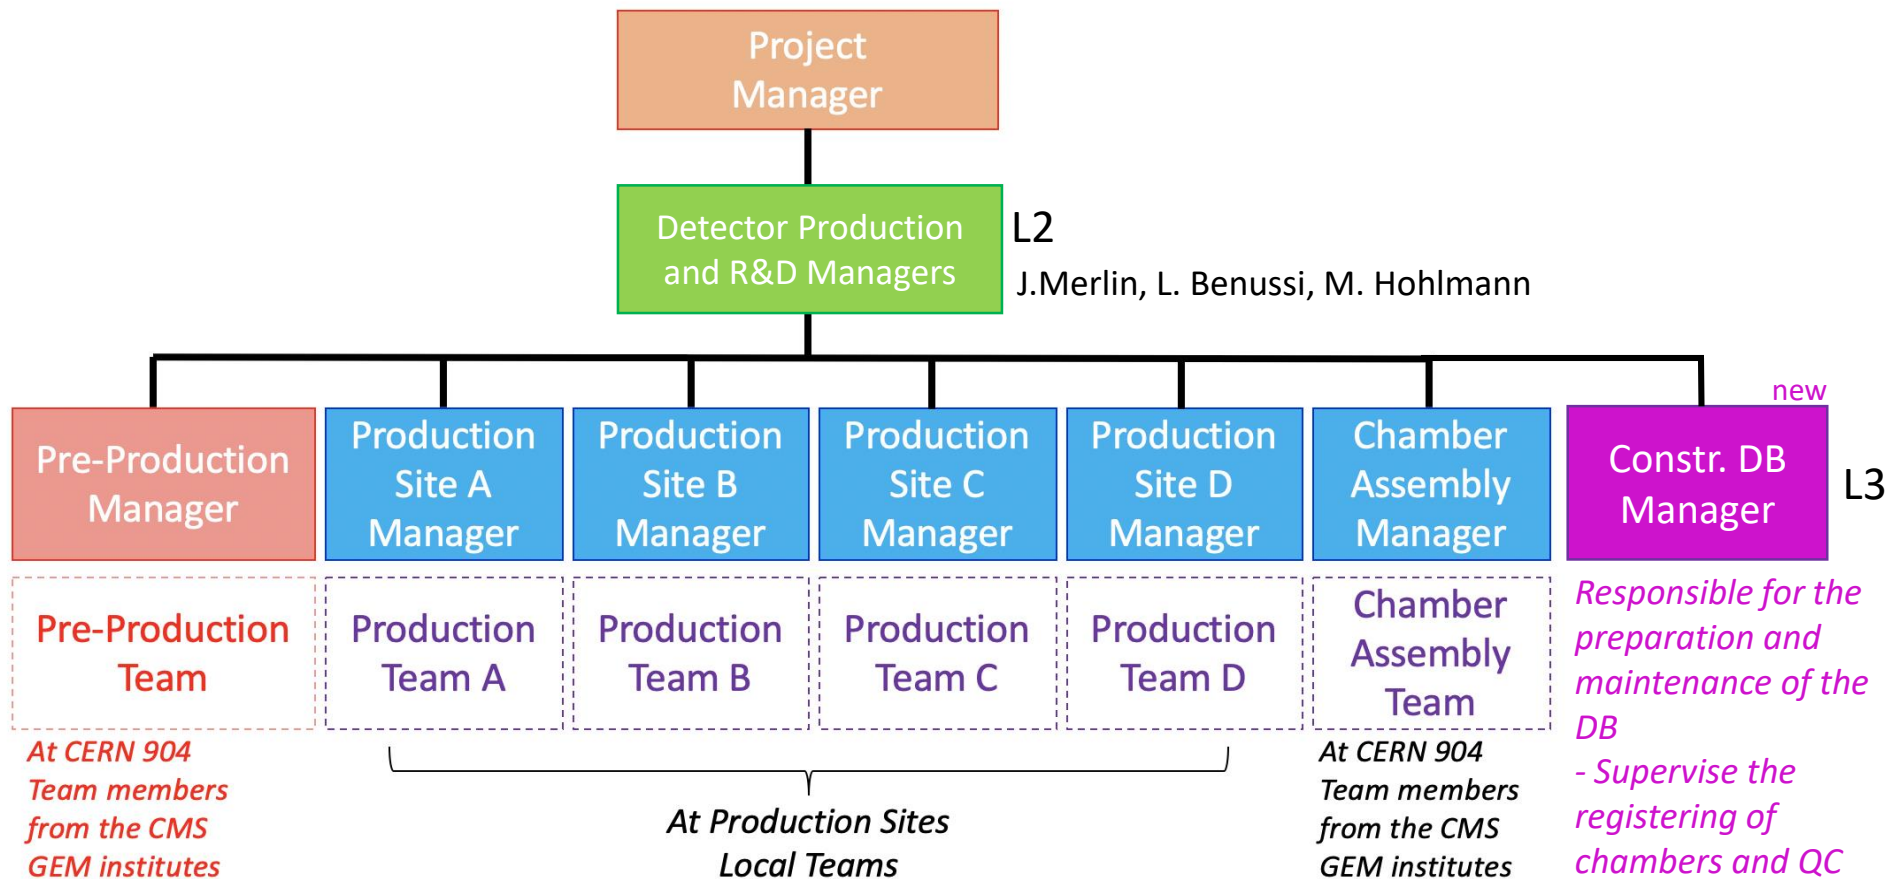 Project
Manager
Detector Production
and R&D Managers
L2
J.Merlin, L. Benussi, M. Hohlmann
new
Pre-Production
Manager
Production
Site A
Manager
Production
Site B
Manager
Production
Site C
Manager
Production
Site D
Manager
Chamber
Assembly
Manager
Constr. DB
Manager
L3
Pre-Production
Team
Production
Team A
Production
Team B
Production
Team C
Production
Team D
Chamber
Assembly
Team
Responsible for the
preparation and
maintenance of the
DB
- Supervise the
registering of
chambers and QC
At CERN 904
Team members
from the CMS
GEM institutes
At Production Sites
Local Teams
At CERN 904
Team members
from the CMS
GEM institutes